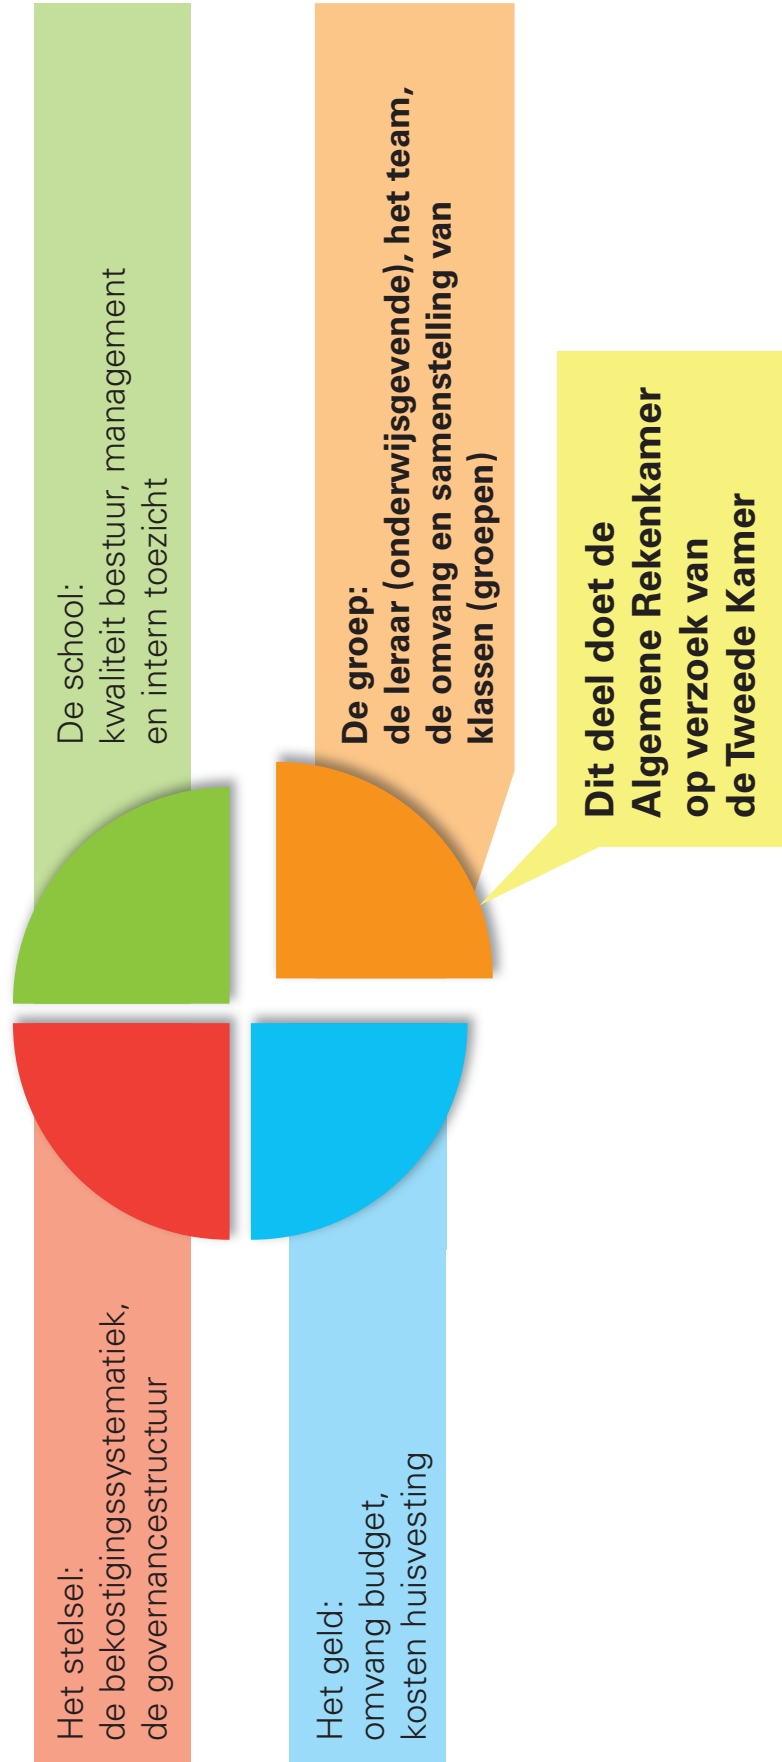 Het stelsel:
de bekostigingssystematiek,
de governancestructuur
De school:
kwaliteit bestuur, management
en intern toezicht
Het geld:
omvang budget,
kosten huisvesting
De groep:
de leraar (onderwijsgevende), het team,
de omvang en samenstelling van
klassen (groepen)
Dit deel doet de
Algemene Rekenkamer
op verzoek van
de Tweede Kamer